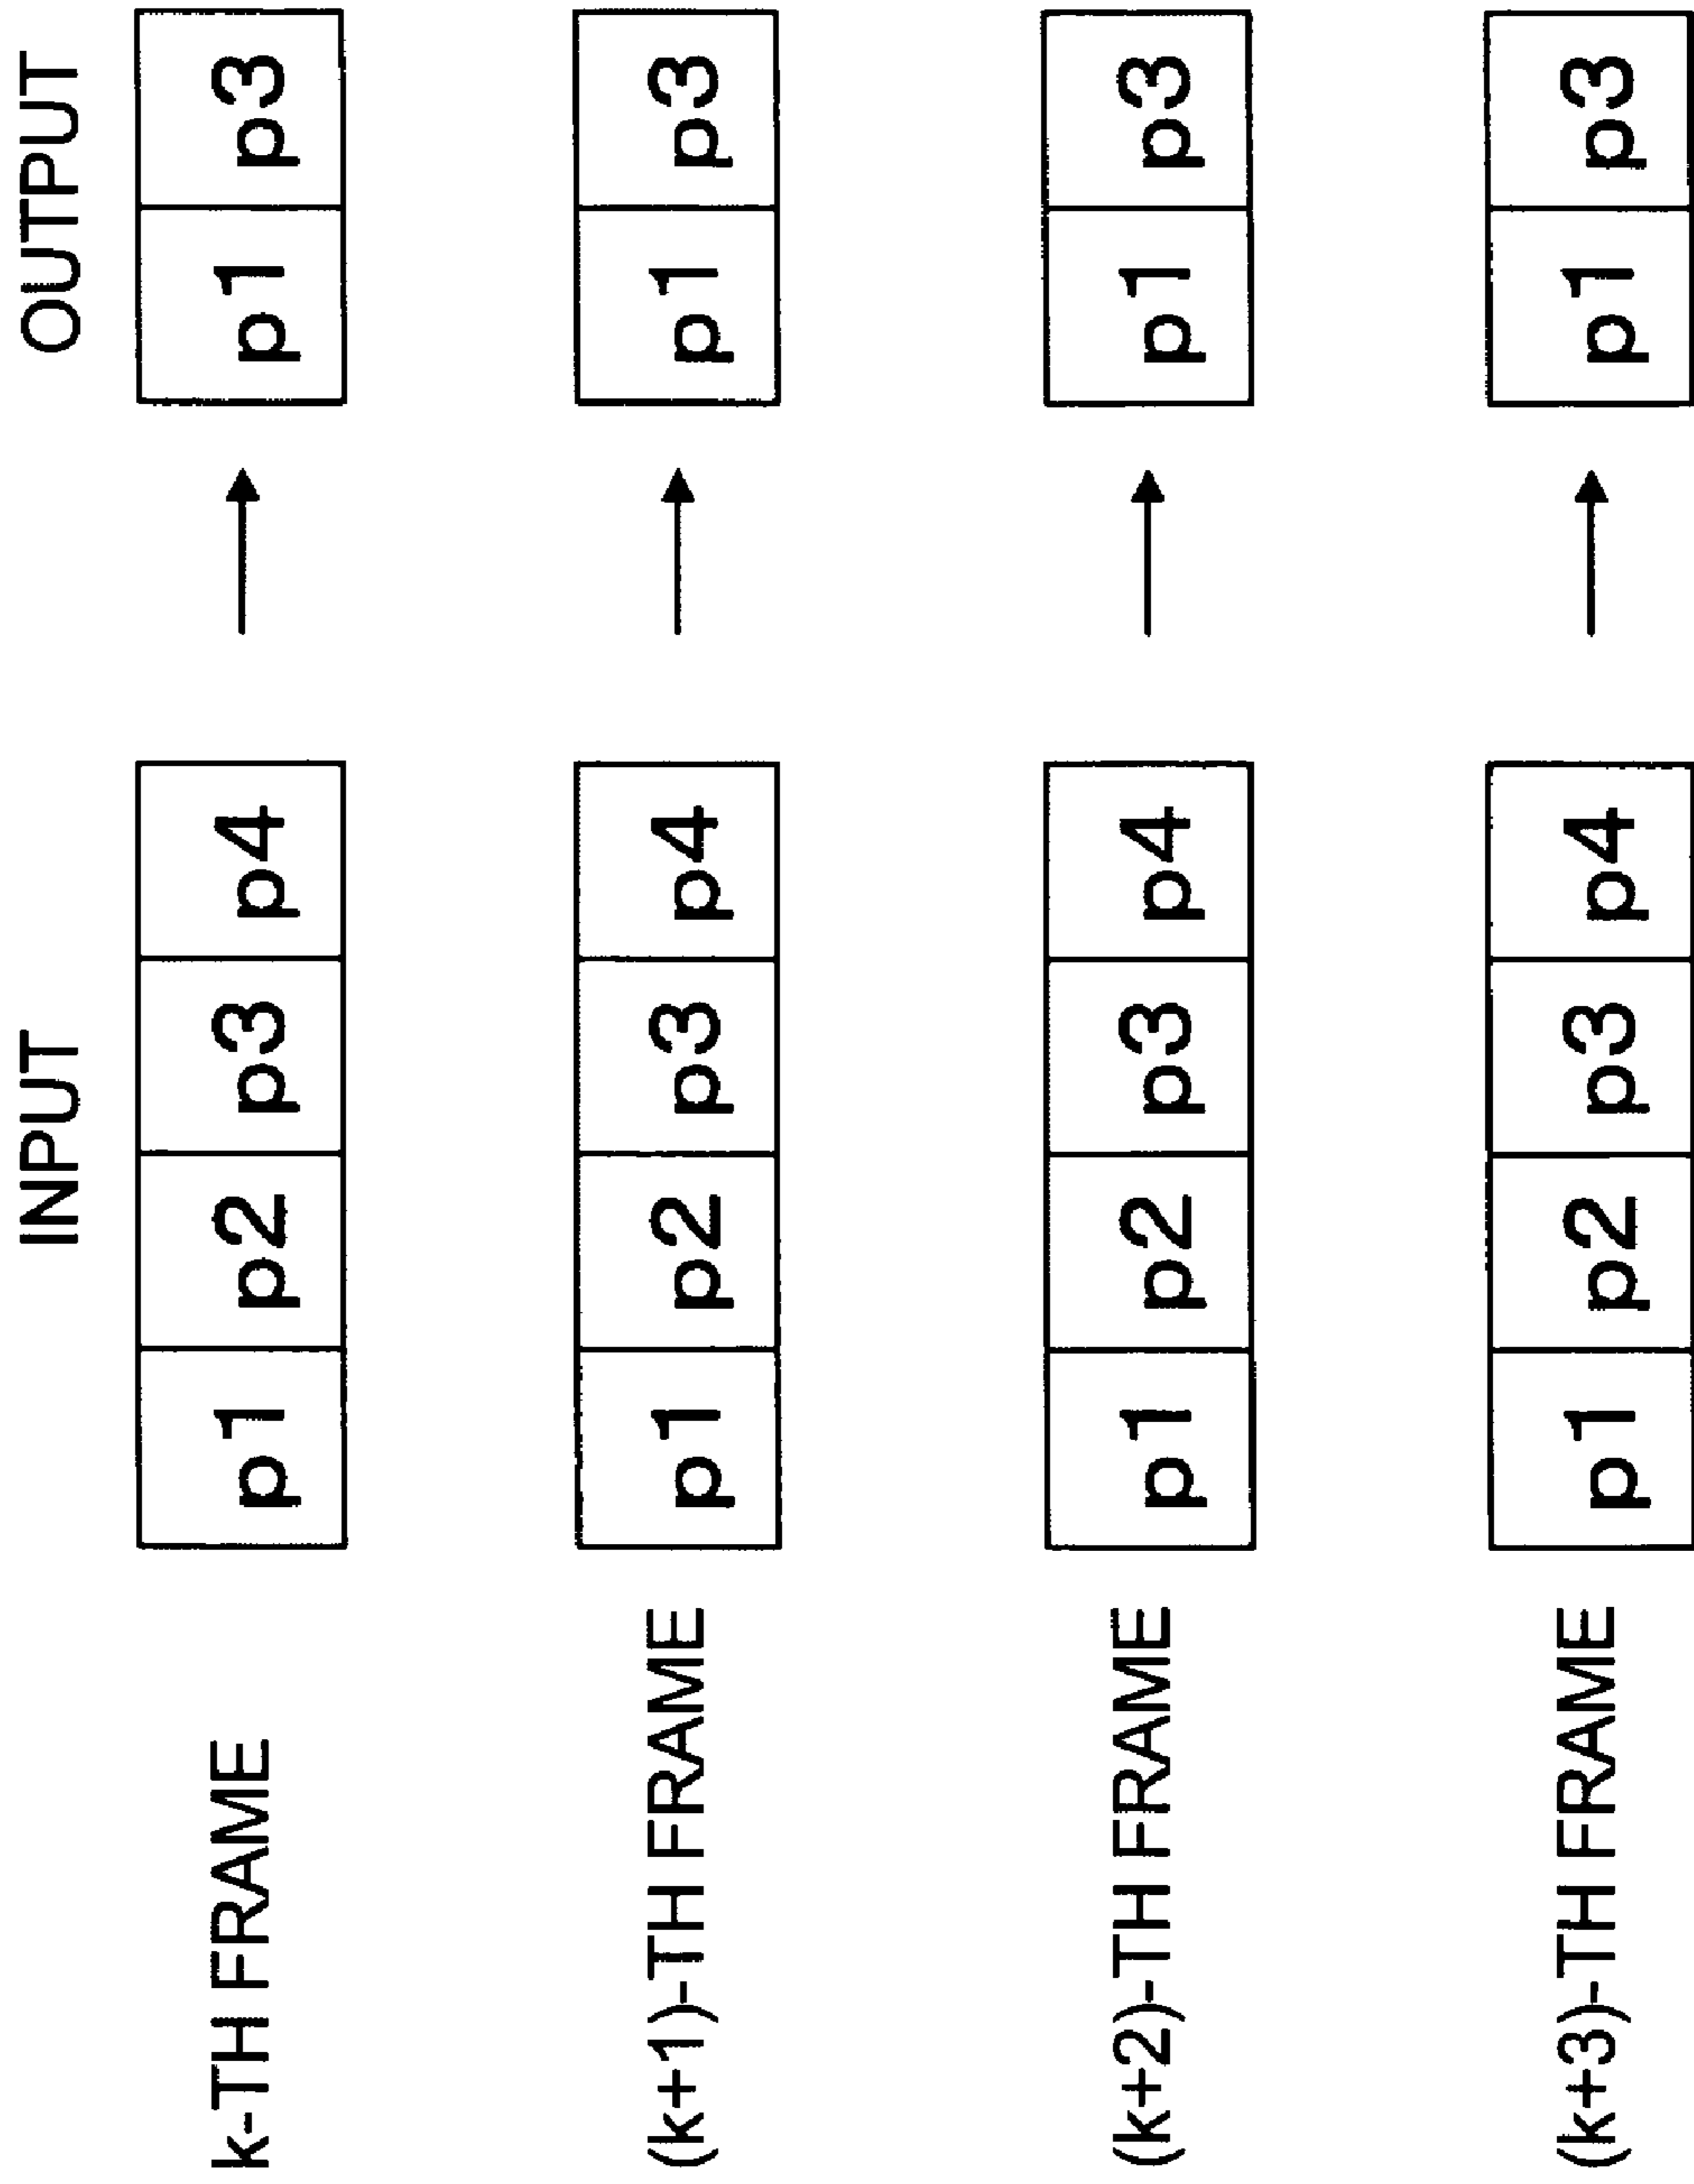 INPUT OUTPUT
k-TH FRAME p1 p2 p3 p4 p1 p3
(k+1)-TH FRAME p1 p2 p3 p4 p1 p3
(k+2)-TH FRAME p1 p2 p3 p4 p1 p3
(k+3)-TH FRAME p1 p2 p3 p4 p1 p3